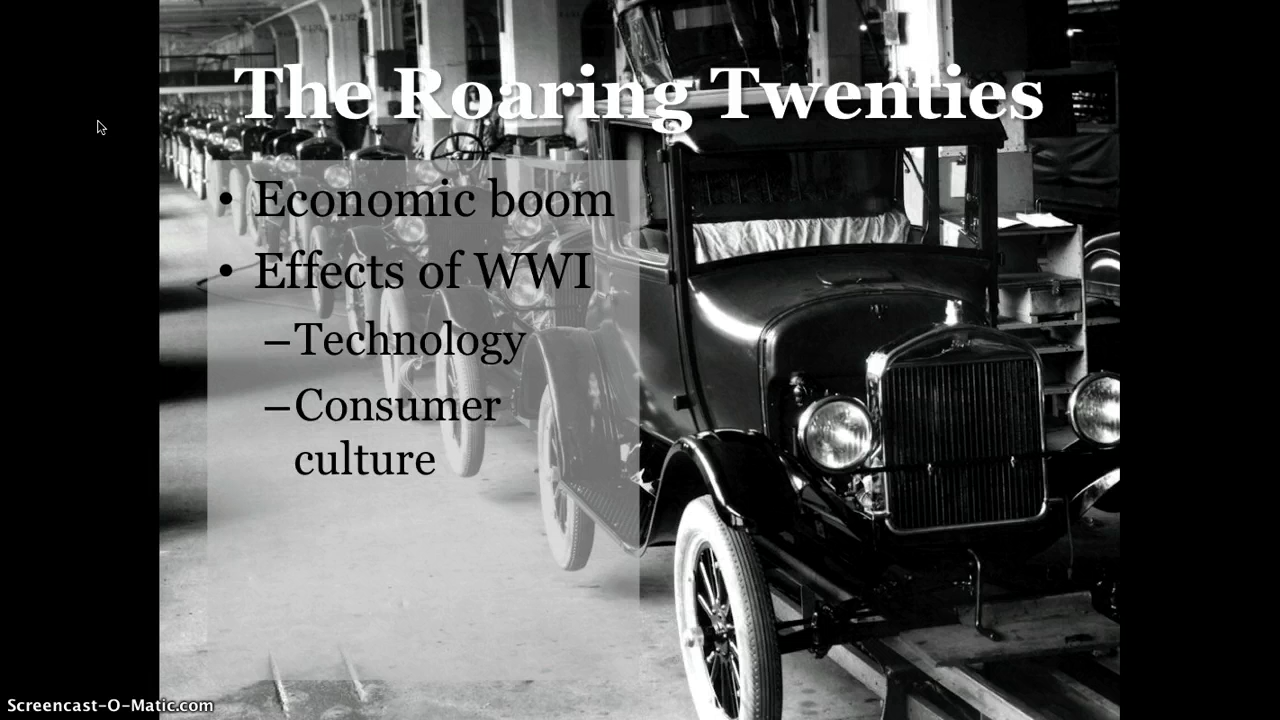 The Roaring Twenties
• Economic boom
• Effects of WWI
–Technology
–Consumer
culture
Screencast-O-Matic.com